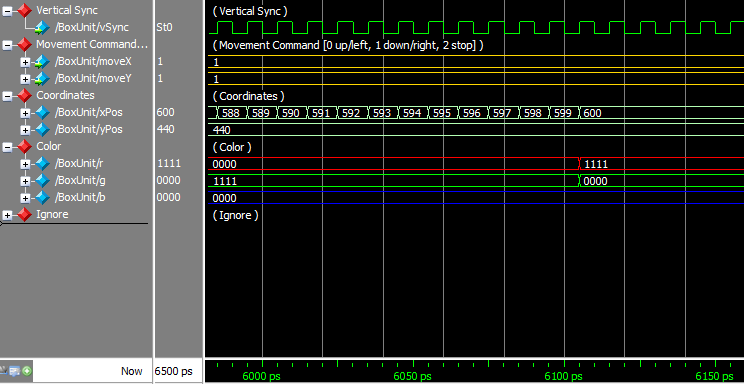 Vertical Sync ( Vertical Sync )
/BoxUnit/vSync St0
Movement Command... ( Movement Command [0 up/left, 1 down/right, 2 stop] )
/BoxUnit/moveX 1 1
/BoxUnit/moveY 1 1
Coordinates ( Coordinates )
/BoxUnit/xPos 600 588 589 590 591 592 593 594 595 596 597 598 599 600
/BoxUnit/yPos 440 440
Color ( Color )
/BoxUnit/r 1111 0000 1111
/BoxUnit/g 0000 1111 0000
/BoxUnit/b 0000 0000
Ignore ( Ignore )
Now 6500 ps 6000 ps 6050 ps 6100 ps 6150 ps